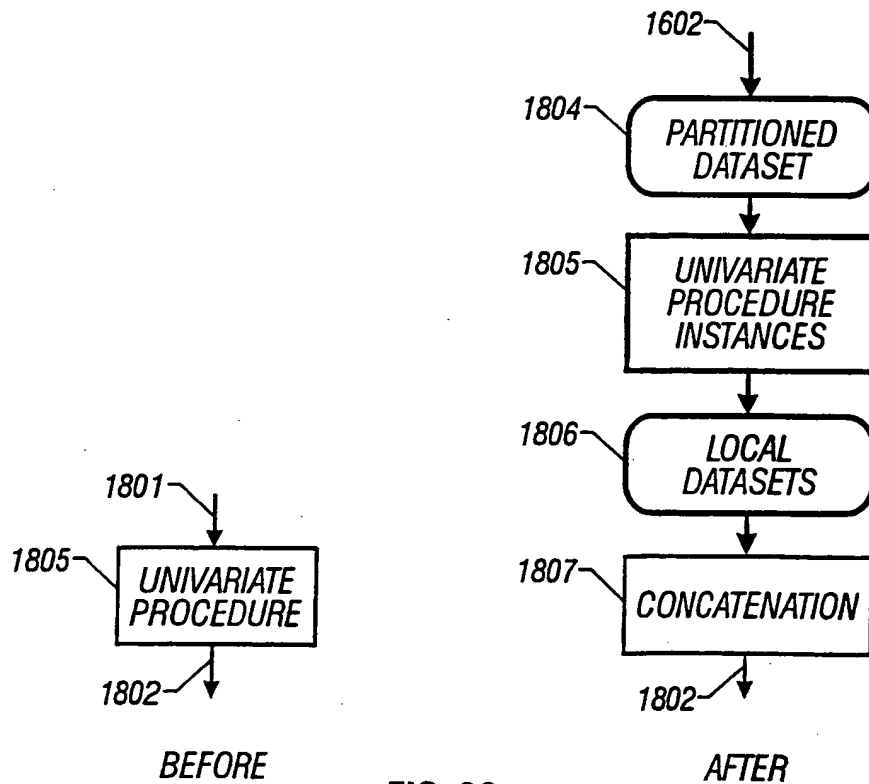 1602
1804
PARTITIONED
DATASET
1805
UNIVARIATE
PROCEDURE
INSTANCES
1806
LOCAL
DATASETS
1801
1805
UNIVARIATE
PROCEDURE
1807
CONCATENATION
1802
1802
BEFORE
AFTER